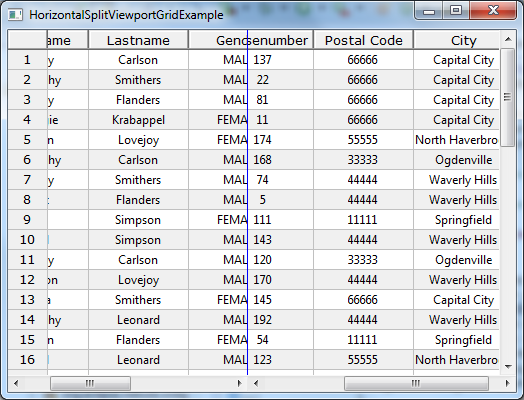 HorizontalSplitViewportGridExample
ame Lastname Gend senumber Postal Code City
1 y Carlson MAL 137 66666 Capital City
2 hy Smithers MAL 22 66666 Capital City
3 y Flanders MAL 81 66666 Capital City
4 ie Krabappel FEMA 11 66666 Capital City
5 n Lovejoy FEMA 174 55555 North Haverbro
6 hy Carlson MAL 168 33333 Ogdenville
7 y Smithers MAL 74 44444 Waverly Hills
8 Flanders MAL 5 44444 Waverly Hills
9 Simpson FEMA 111 11111 Springfield
10 Simpson MAL 143 44444 Waverly Hills
11 y Carlson MAL 120 33333 Ogdenville
12 on Lovejoy MAL 170 44444 Waverly Hills
13 a Smithers FEMA 145 66666 Capital City
14 hy Leonard MAL 192 44444 Waverly Hills
15 n Flanders FEMA 54 11111 Springfield
16 Leonard MAL 123 55555 North Haverbro